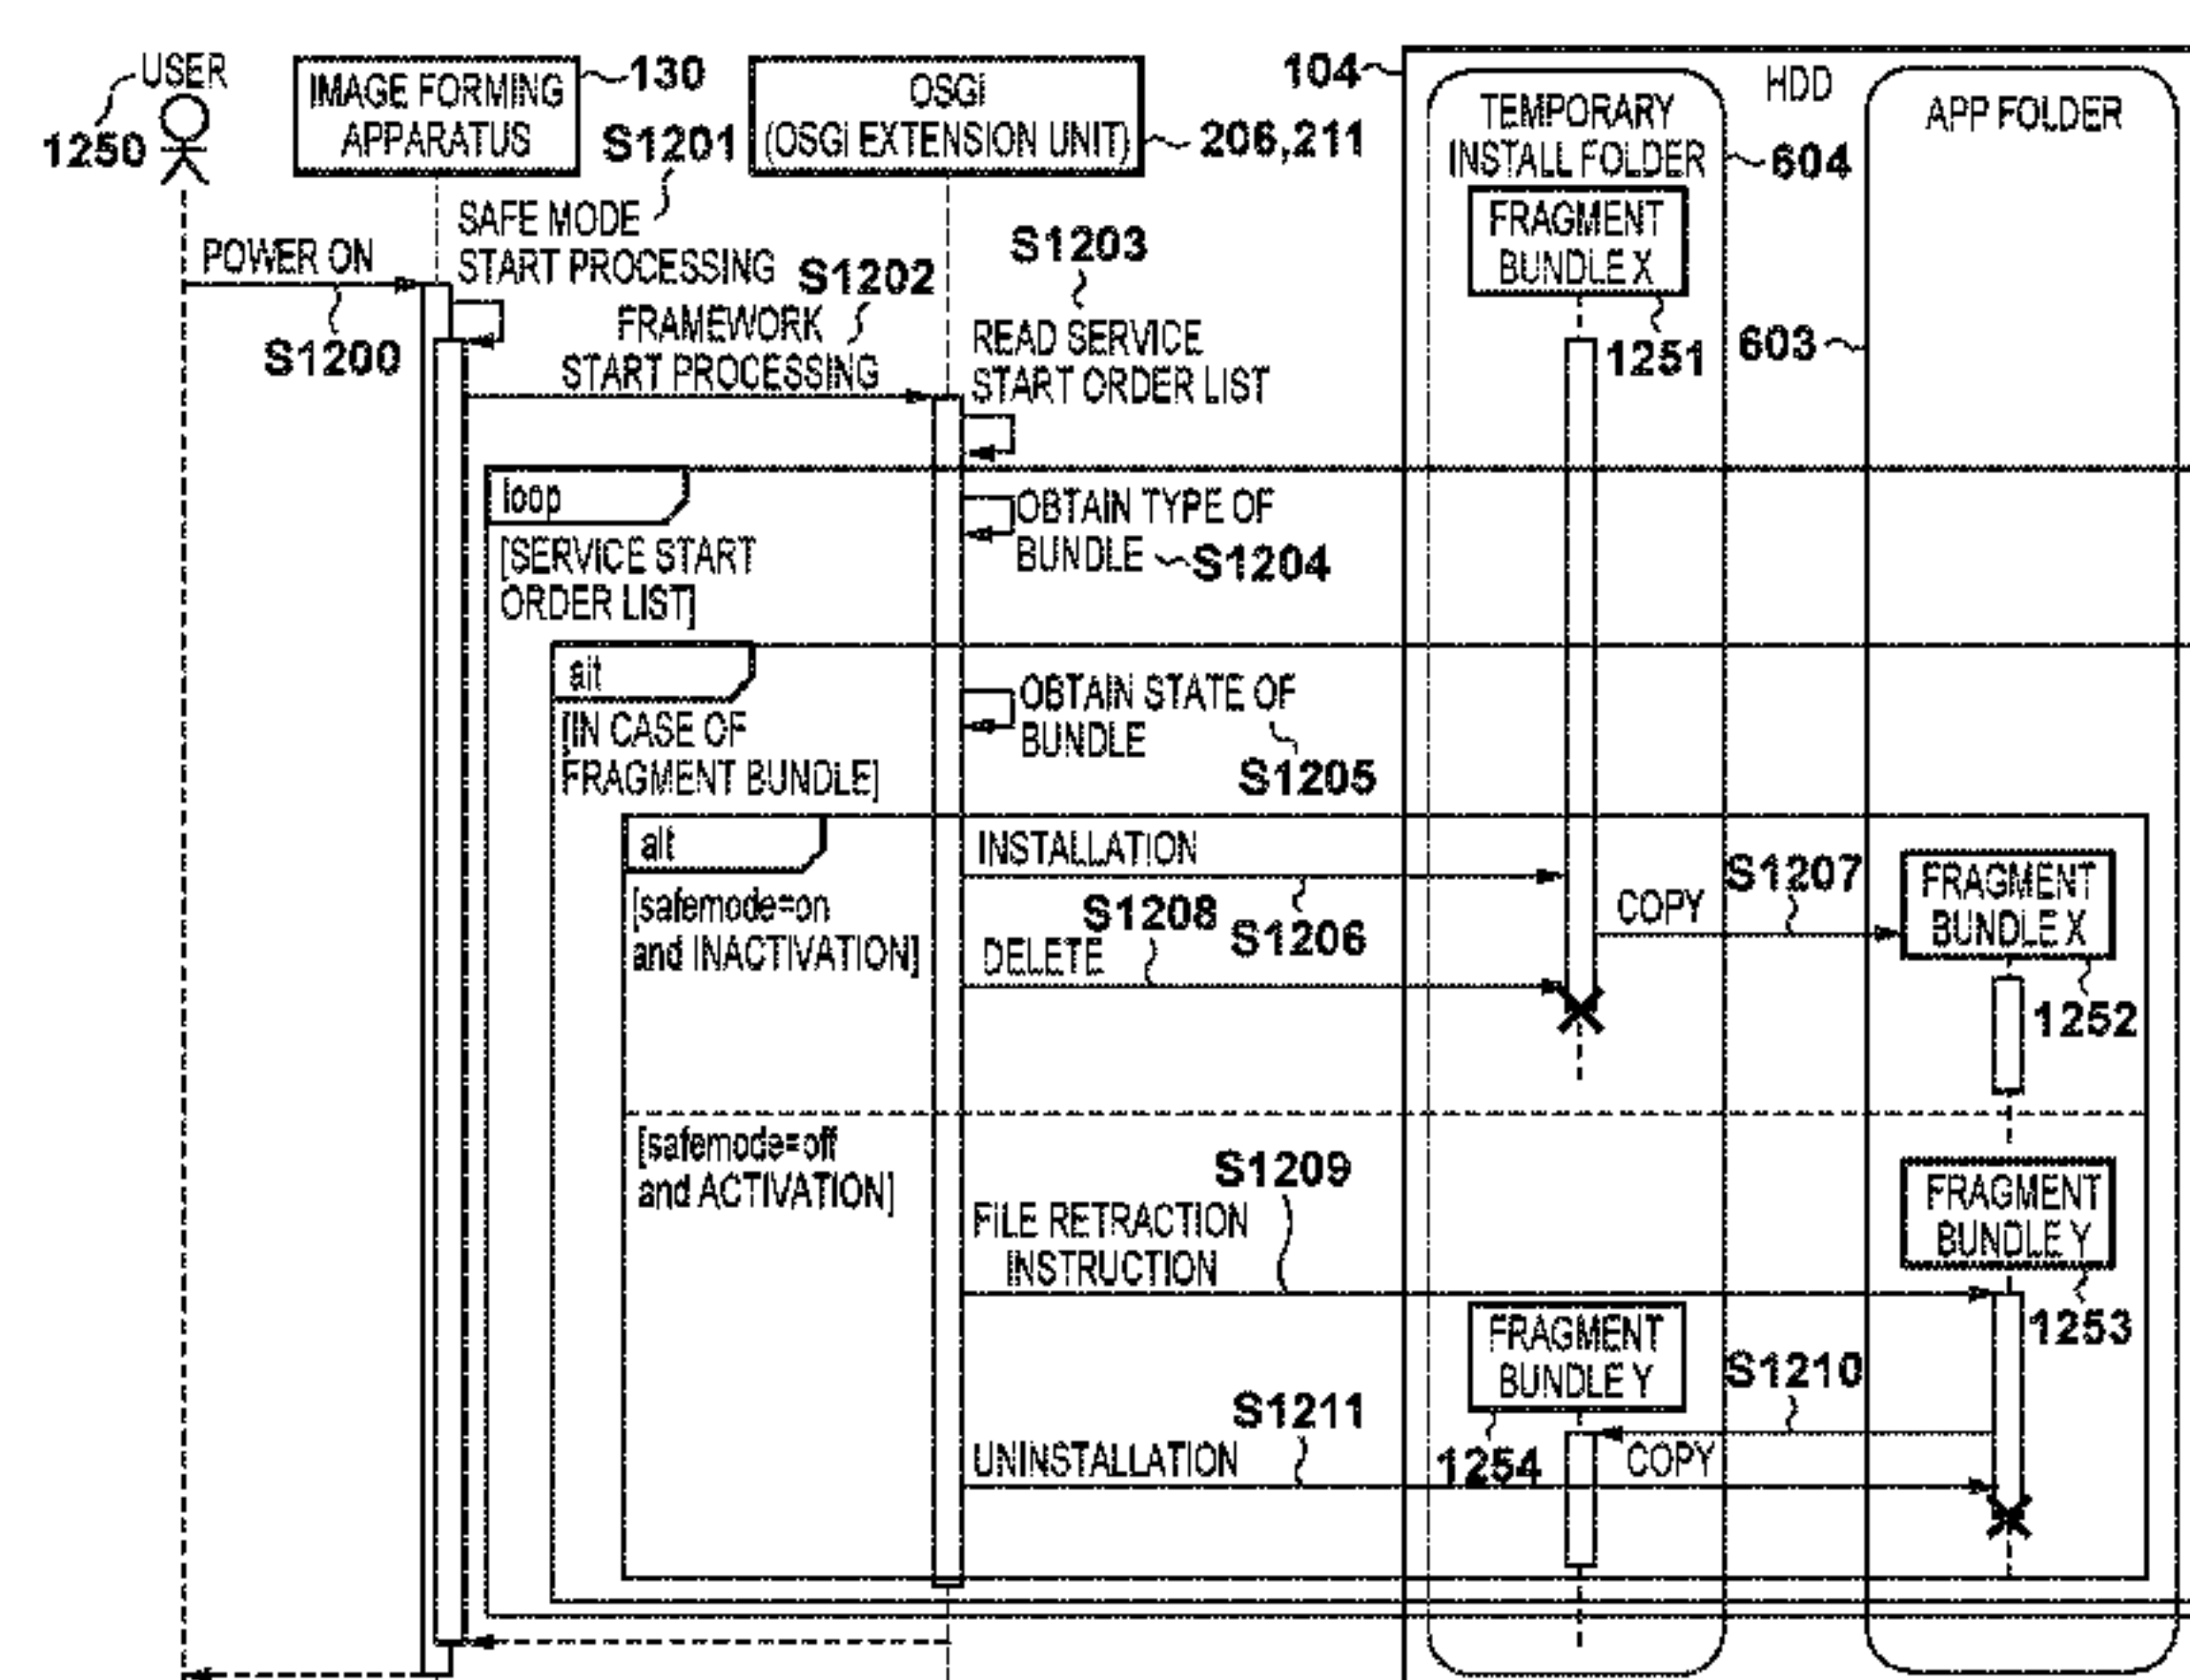 USER
1250
IMAGE FORMING
APPARATUS
130
OSGi
(OSGi EXTENSION UNIT)
206,211
104
HDD
TEMPORARY
INSTALL FOLDER
604
APP FOLDER
FRAGMENT
BUNDLE X
1251
603
POWER ON
S1200
SAFE MODE
START PROCESSING
S1201
FRAMEWORK
START PROCESSING
S1202
S1203
READ SERVICE
START ORDER LIST
loop
[SERVICE START
ORDER LIST]
OBTAIN TYPE OF
BUNDLE
S1204
alt
[IN CASE OF
FRAGMENT BUNDLE]
OBTAIN STATE OF
BUNDLE
S1205
alt
[safemode=on
and INACTIVATION]
INSTALLATION
S1206
COPY
S1207
FRAGMENT
BUNDLE X
1252
DELETE
S1208
[safemode=off
and ACTIVATION]
S1209
FILE RETRACTION
INSTRUCTION
FRAGMENT
BUNDLE Y
1253
FRAGMENT
BUNDLE Y
1254
S1210
COPY
S1211
UNINSTALLATION